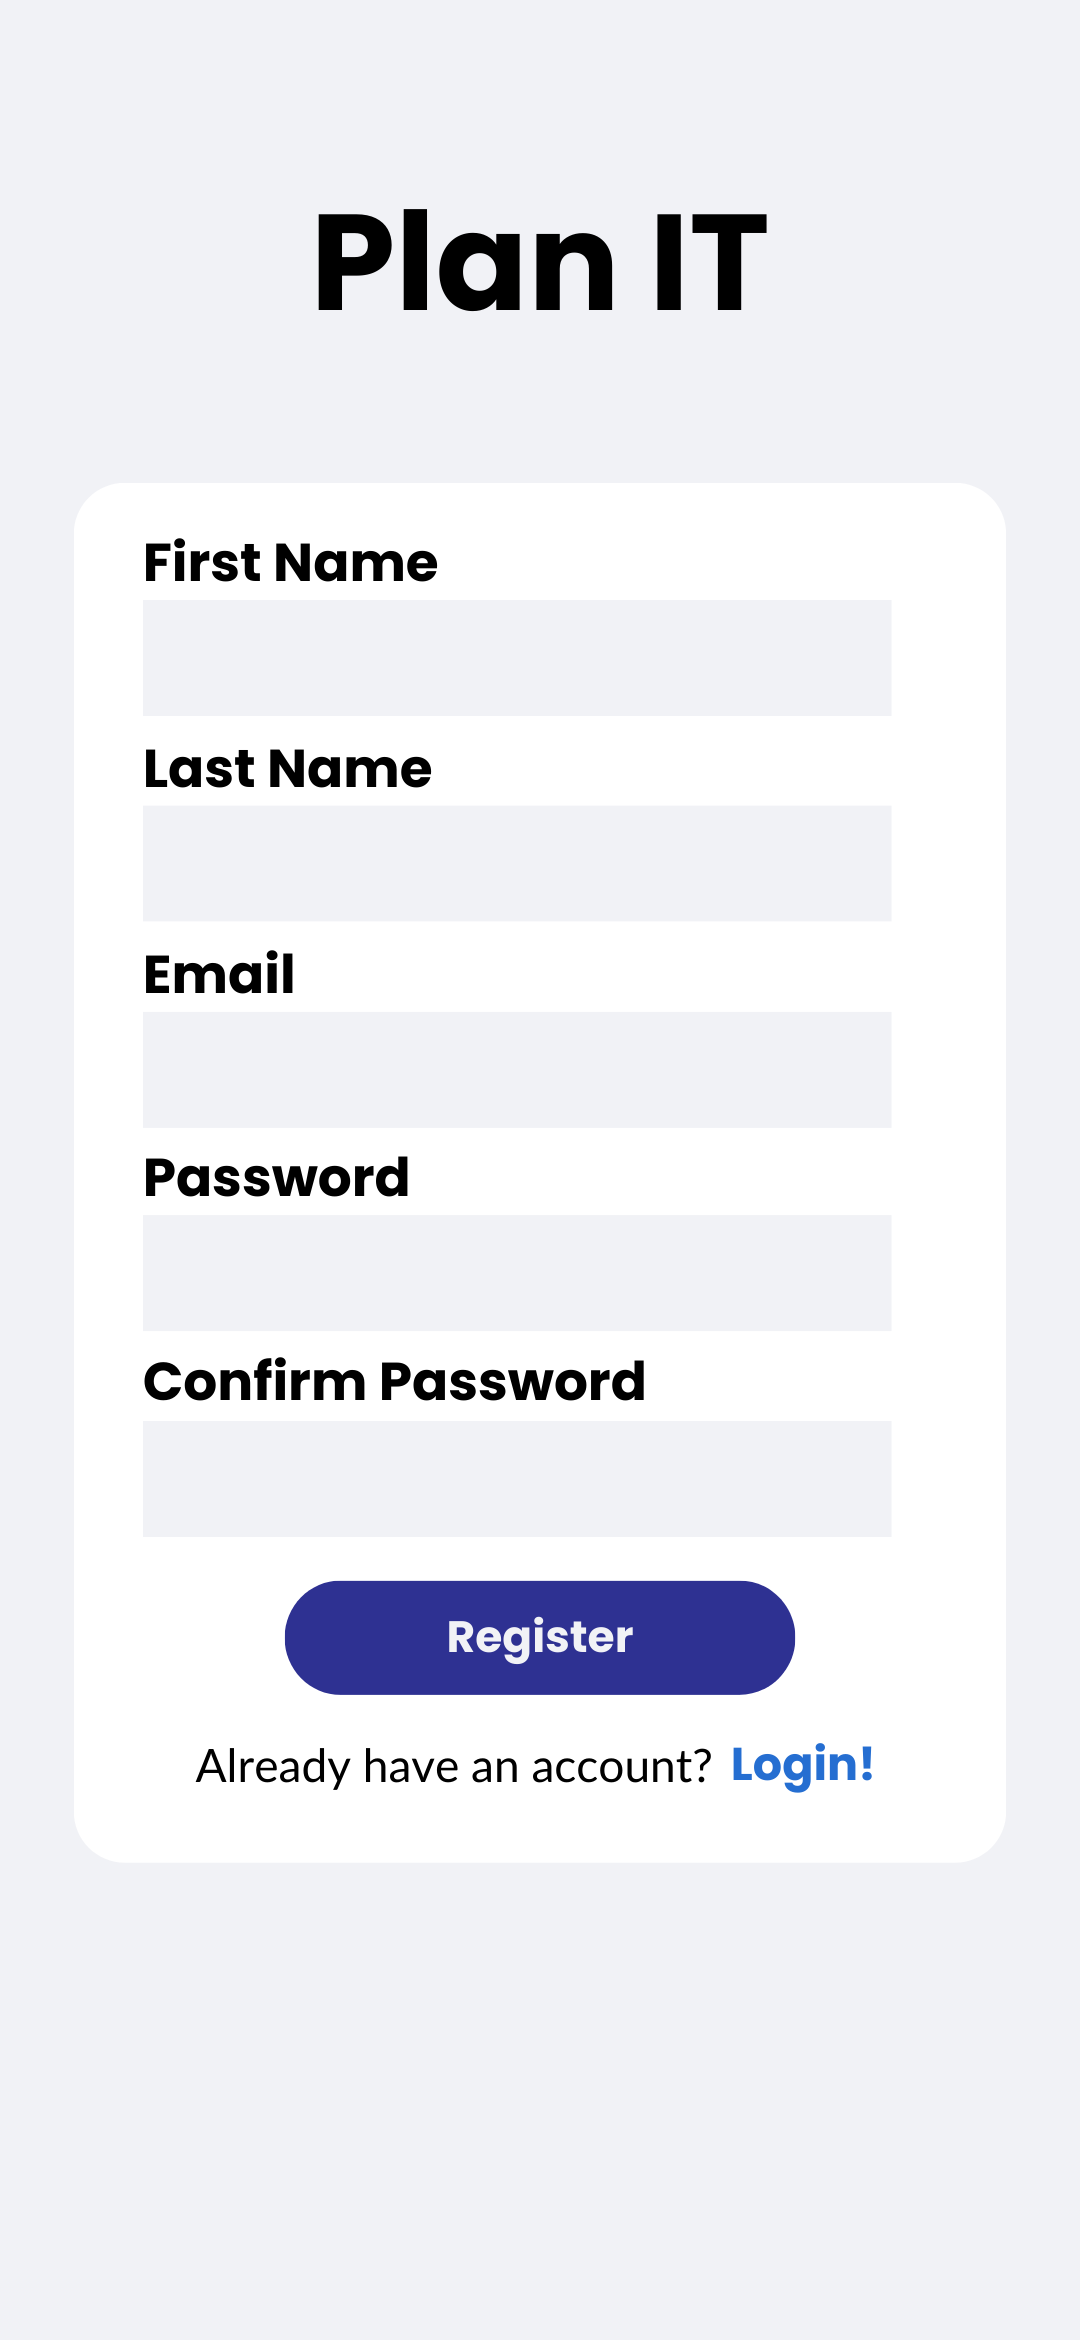 Plan IT
First Name
Last Name
Email
Password
Confirm Password
Register
Already have an account? Login!